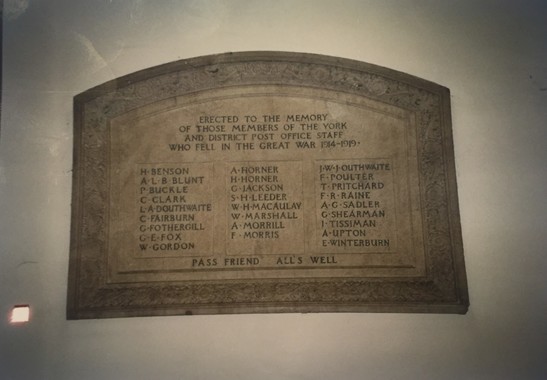 ERECTED TO THE MEMORY
OF THOSE MEMBERS OF THE YORK
AND DISTRICT POST OFFICE STAFF
WHO FELL IN THE GREAT WAR 1914-1919·
H·BENSON
A·L·B·BLUNT
P·BUCKLE
C·CLARK
L·A·DOUTHWAITE
C·FAIRBURN
G·FOTHERGILL
G·E·FOX
W·GORDON
A·NORNER
H·HORNER
G·JACKSON
S·H·LEEDER
W·H·MACAULAY
W·MARSHALL
A·MORRILL
F·MORRIS
J·W·J·OUTHWAITE
F·POULTER
T·PRITCHARD
F·R·RAINE
A·G·SADLER
G·SHEARMAN
J·TISSIMAN
A·UPTON
E·WINTERBURN
PASS FRIEND ALL'S WELL